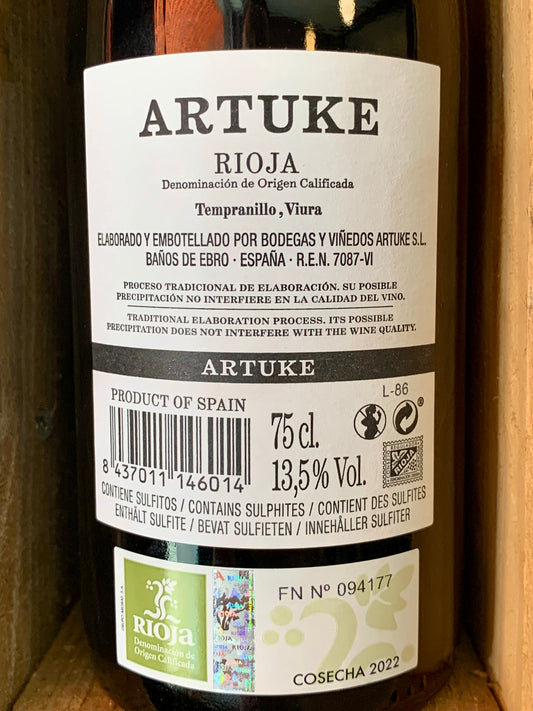 ARTUKE
RIOJA
Denominación de Origen Calificada
Tempranillo, Viura
ELABORADO Y EMBOTELLADO POR BODEGAS Y VIÑEDOS ARTUKE S.L.
BAÑOS DE EBRO · ESPAÑA · R.E.N. 7087-VI
PROCESO TRADICIONAL DE ELABORACIÓN. SU POSIBLE
PRECIPITACIÓN NO INTERFIERE EN LA CALIDAD DEL VINO.
TRADITIONAL ELABORATION PROCESS. ITS POSSIBLE
PRECIPITATION DOES NOT INTERFERE WITH THE WINE QUALITY.
ARTUKE
PRODUCT OF SPAIN
8 437011 146014
75 cl.
13,5% Vol.
L-86
RIOJA
CONTIENE SULFITOS / CONTAINS SULPHITES / CONTIENT DES SULFITES
ENTHÄLT SULFITE / BEVAT SULFIETEN / INNEHÅLLER SULFITER
RIOJA
Denominación de
Origen Calificada
FN Nº 094177
COSECHA 2022